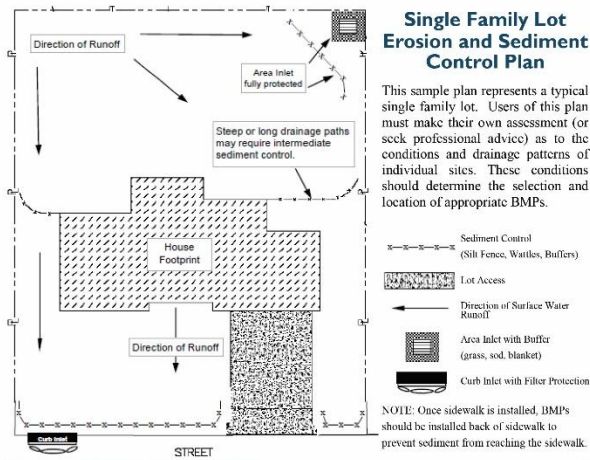 Single Family Lot
Erosion and Sediment
Control Plan
This sample plan represents a typical
single family lot. Users of this plan
must make their own assessment (or
seek professional advice) as to the
conditions and drainage patterns of
individual sites. These conditions
should determine the selection and
location of appropriate BMPs.
Direction of Runoff
Area Inlet
fully protected
Steep or long drainage paths
may require intermediate
sediment control.
House
Footprint
Direction of Runoff
Curb Inlet
STREET
Sediment Control
(Silt Fence, Wattles, Buffers)
Lot Access
Direction of Surface Water
Runoff
Area Inlet with Buffer
(grass, sod, blanket)
Curb Inlet with Filter Protection
NOTE: Once sidewalk is installed, BMPs
should be installed back of sidewalk to
prevent sediment from reaching the sidewalk.